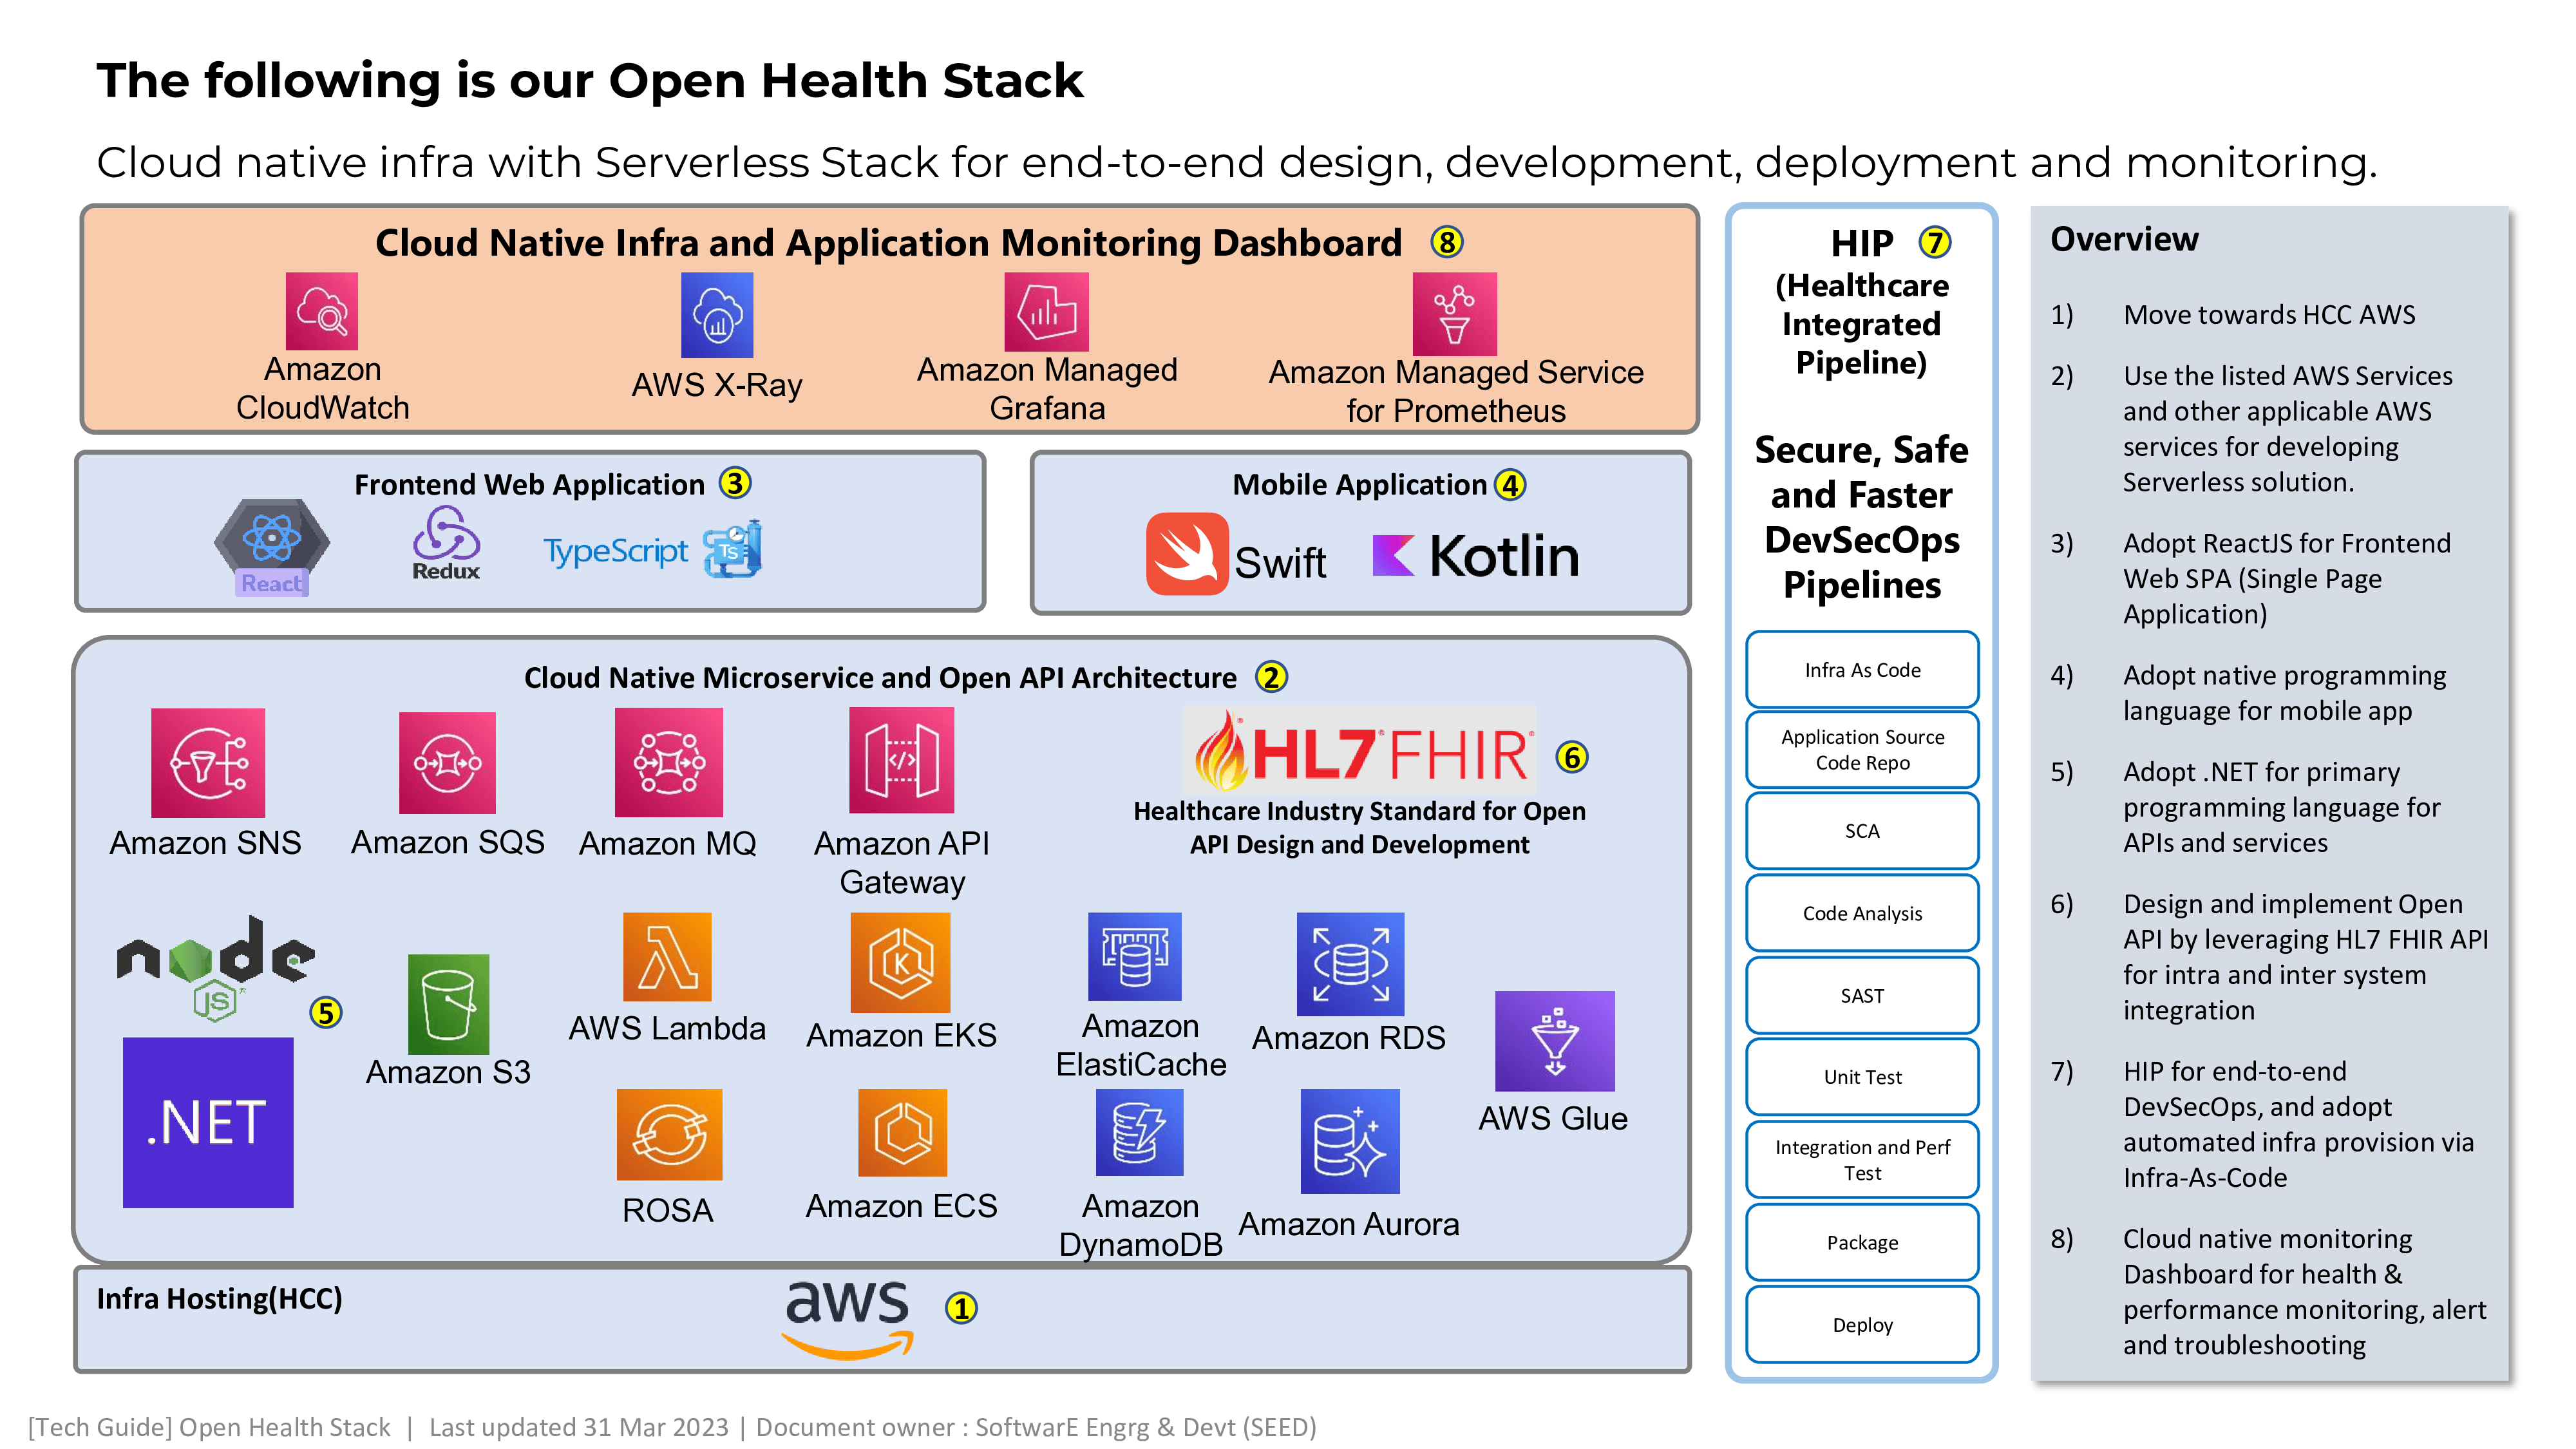 The following is our Open Health Stack
Cloud native infra with Serverless Stack for end-to-end design, development, deployment and monitoring.
Cloud Native Infra and Application Monitoring Dashboard 8
Amazon
CloudWatch
AWS X-Ray
Amazon Managed
Grafana
Amazon Managed Service
for Prometheus
Frontend Web Application 3
React
Redux
TypeScript
TS
Mobile Application 4
Swift
Kotlin
Cloud Native Microservice and Open API Architecture 2
Amazon SNS
Amazon SQS
Amazon MQ
Amazon API
Gateway
HL7® FHIR®
6
Healthcare Industry Standard for Open
API Design and Development
node
JS
5
.NET
Amazon S3
AWS Lambda
K
Amazon EKS
Amazon
ElastiCache
Amazon RDS
AWS Glue
ROSA
Amazon ECS
Amazon
DynamoDB
Amazon Aurora
Infra Hosting(HCC)
aws 1
HIP 7
(Healthcare
Integrated
Pipeline)
Secure, Safe
and Faster
DevSecOps
Pipelines
Infra As Code
Application Source
Code Repo
SCA
Code Analysis
SAST
Unit Test
Integration and Perf
Test
Package
Deploy
Overview
1) Move towards HCC AWS
2) Use the listed AWS Services
and other applicable AWS
services for developing
Serverless solution.
3) Adopt ReactJS for Frontend
Web SPA (Single Page
Application)
4) Adopt native programming
language for mobile app
5) Adopt .NET for primary
programming language for
APIs and services
6) Design and implement Open
API by leveraging HL7 FHIR API
for intra and inter system
integration
7) HIP for end-to-end
DevSecOps, and adopt
automated infra provision via
Infra-As-Code
8) Cloud native monitoring
Dashboard for health &
performance monitoring, alert
and troubleshooting
[Tech Guide] Open Health Stack | Last updated 31 Mar 2023 | Document owner : SoftwarE Engrg & Devt (SEED)